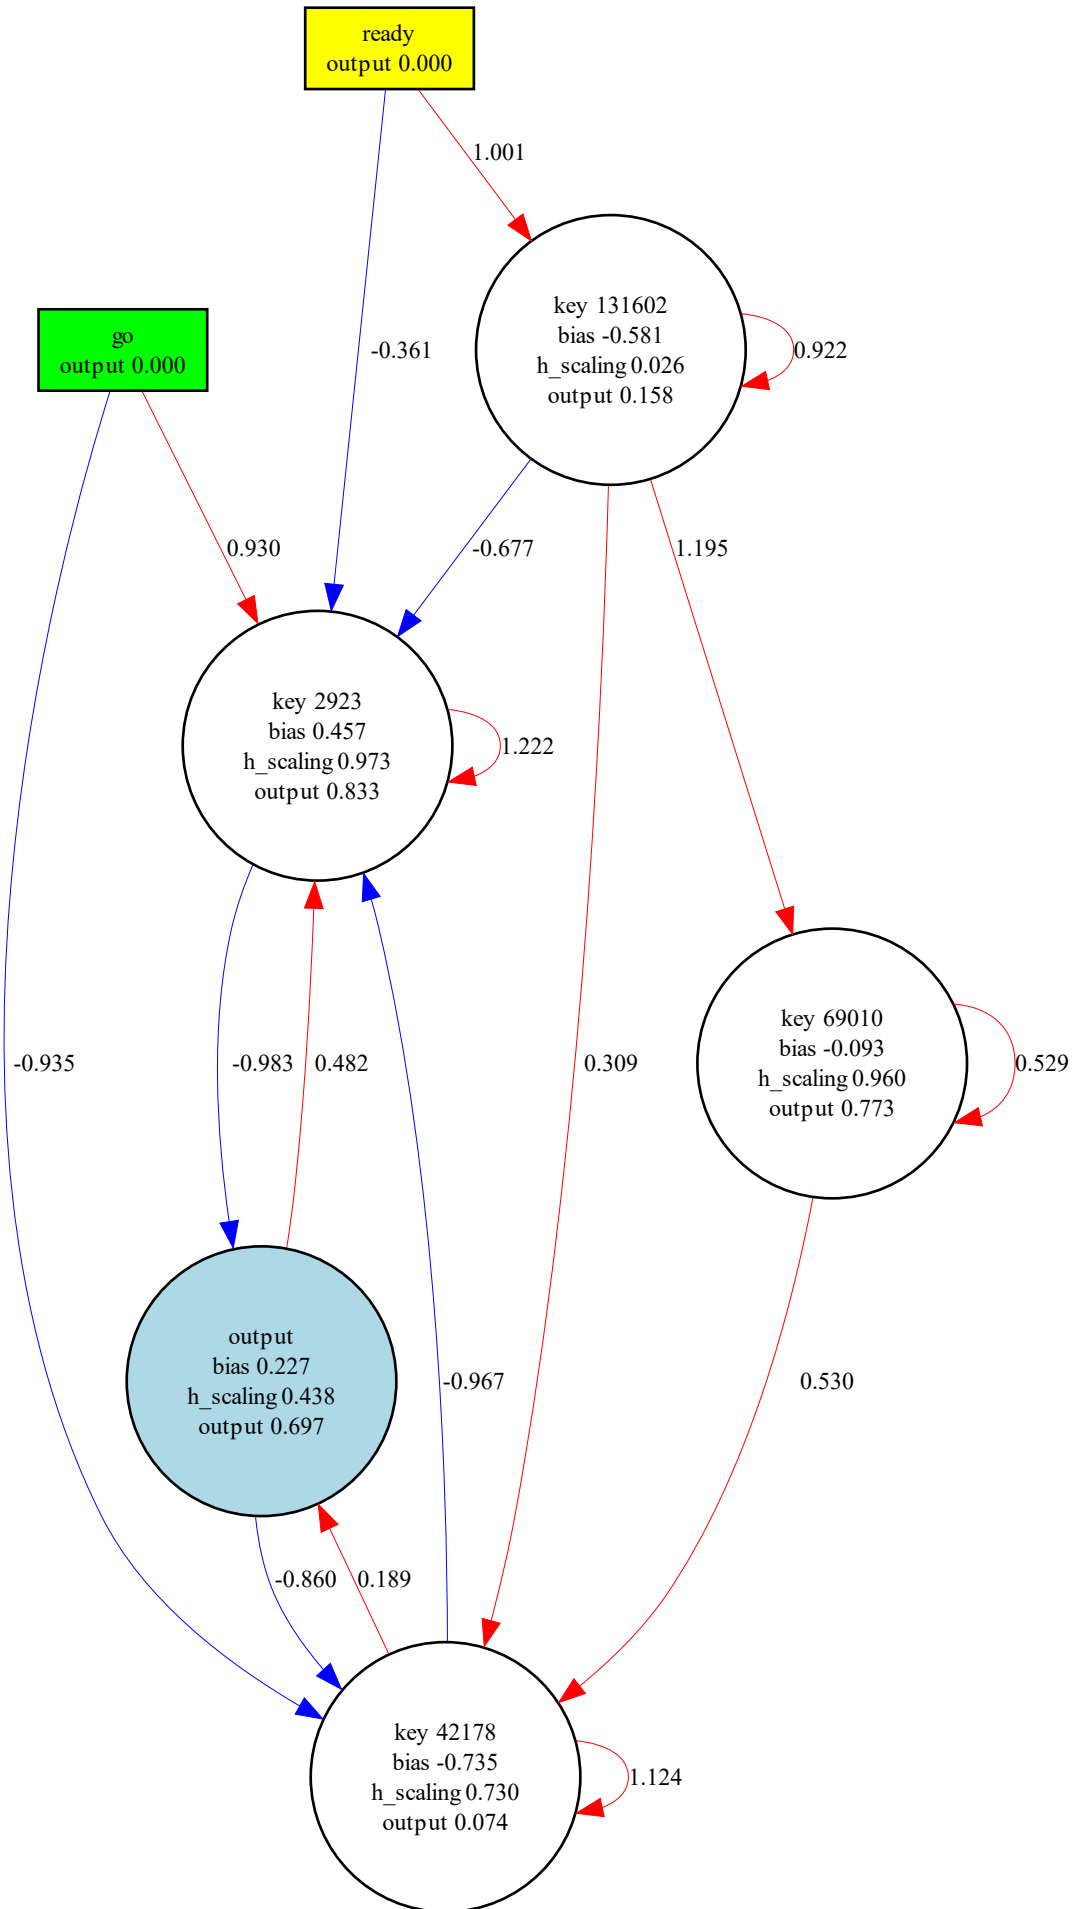 ready
output 0.000
1.001
go
output 0.000
key 131602
bias -0.581
h_scaling 0.026
output 0.158
0.922
-0.361
0.930
-0.677
1.195
key 2923
bias 0.457
h_scaling 0.973
output 0.833
1.222
-0.935
-0.983
0.482
0.309
key 69010
bias -0.093
h_scaling 0.960
output 0.773
0.529
output
bias 0.227
h_scaling 0.438
output 0.697
-0.967
0.530
-0.860
0.189
key 42178
bias -0.735
h_scaling 0.730
output 0.074
1.124